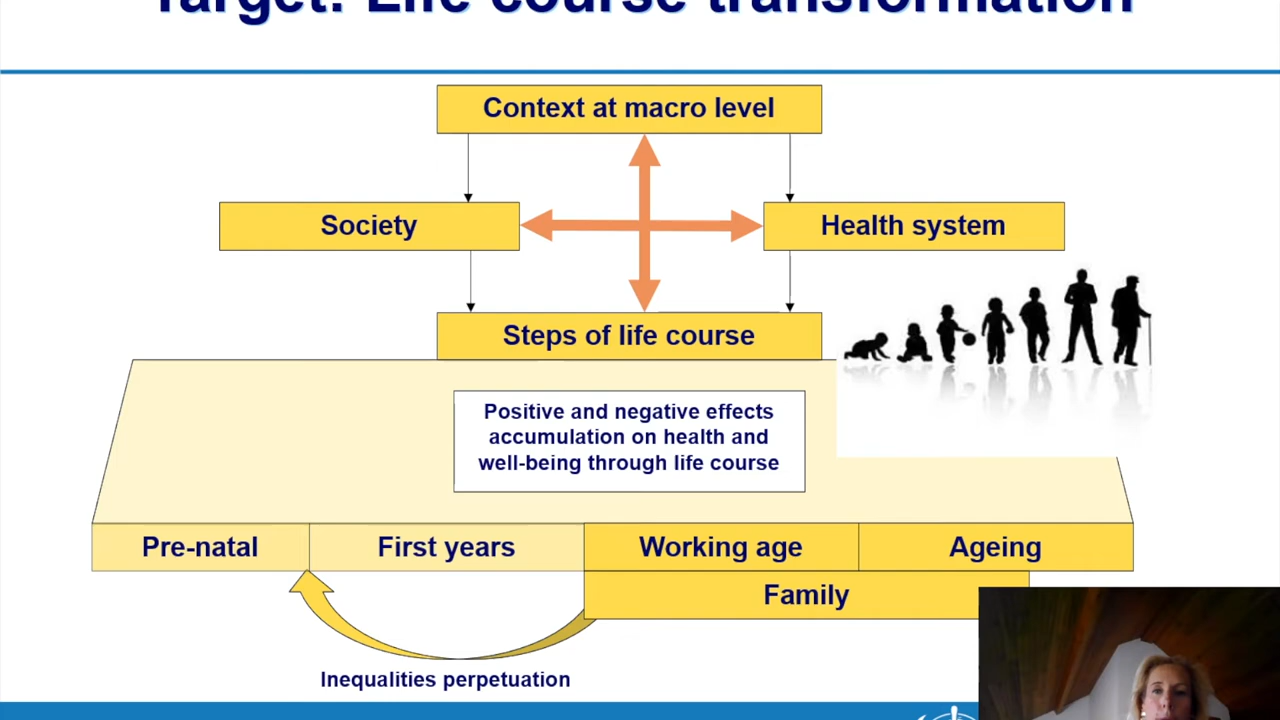 Target: Life course transformation
Context at macro level
Society
Health system
Steps of life course
Positive and negative effects
accumulation on health and
well-being through life course
Pre-natal
First years
Working age
Ageing
Family
Inequalities perpetuation